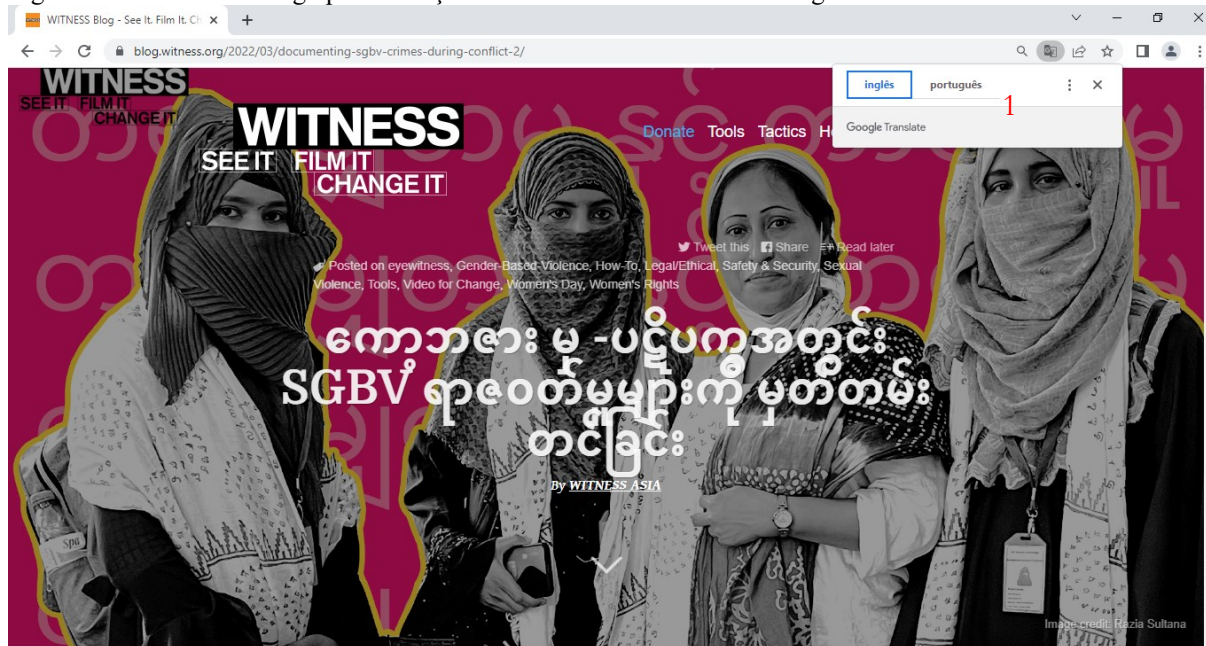 WITNESS Blog - See It. Film It. Ch
blog.witness.org/2022/03/documenting-sgbv-crimes-during-conflict-2/
inglês português
1
Google Translate
WITNESS
SEE IT FILM IT
CHANGE IT
WITNESS
SEE IT FILM IT
CHANGE IT
Donate Tools Tactics
Tweet this Share Read later
Posted on eyewitness, Gender-Based-Violence, How-To, Legal/Ethical, Safety & Security, Sexual
Violence, Tools, Video for Change, Women's Day, Women's Rights
ကော့ဘဇား မှ -ပဋိပက္ခအတွင်း
SGBV ရာဇဝတ်မှုများကို မှတ်တမ်း
တင်ခြင်း
By WITNESS ASIA
Spa
Image credit: Razia Sultana